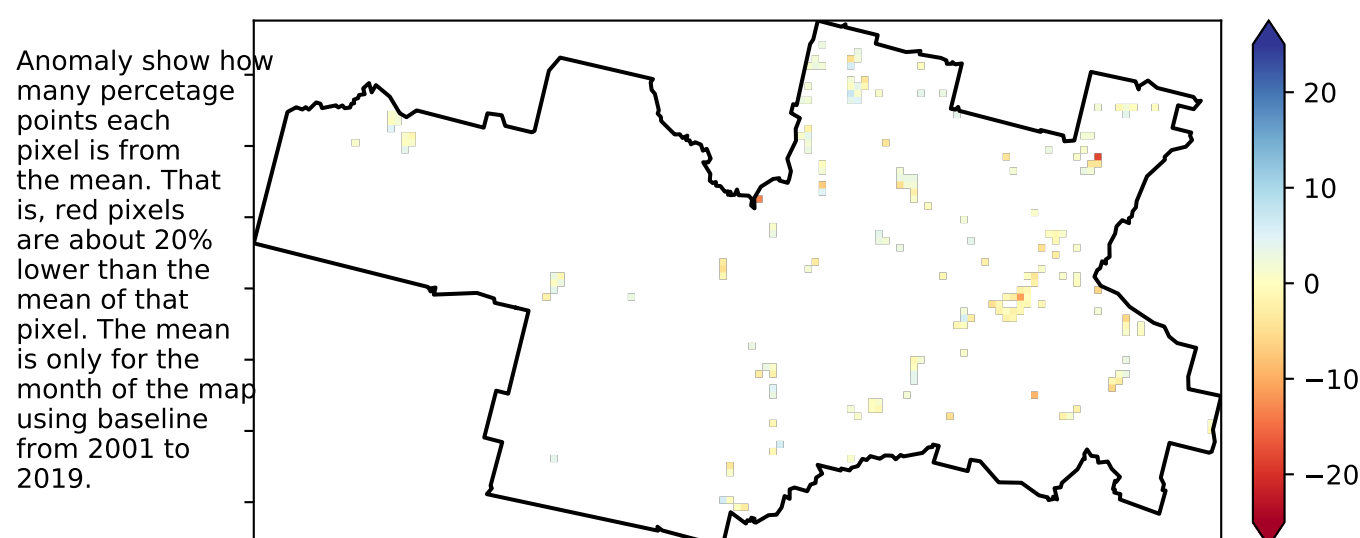 Anomaly show how
many percetage
points each
pixel is from
the mean. That
is, red pixels
are about 20%
lower than the
mean of that
pixel. The mean
is only for the
month of the map
using baseline
from 2001 to
2019.
20
10
0
−10
−20